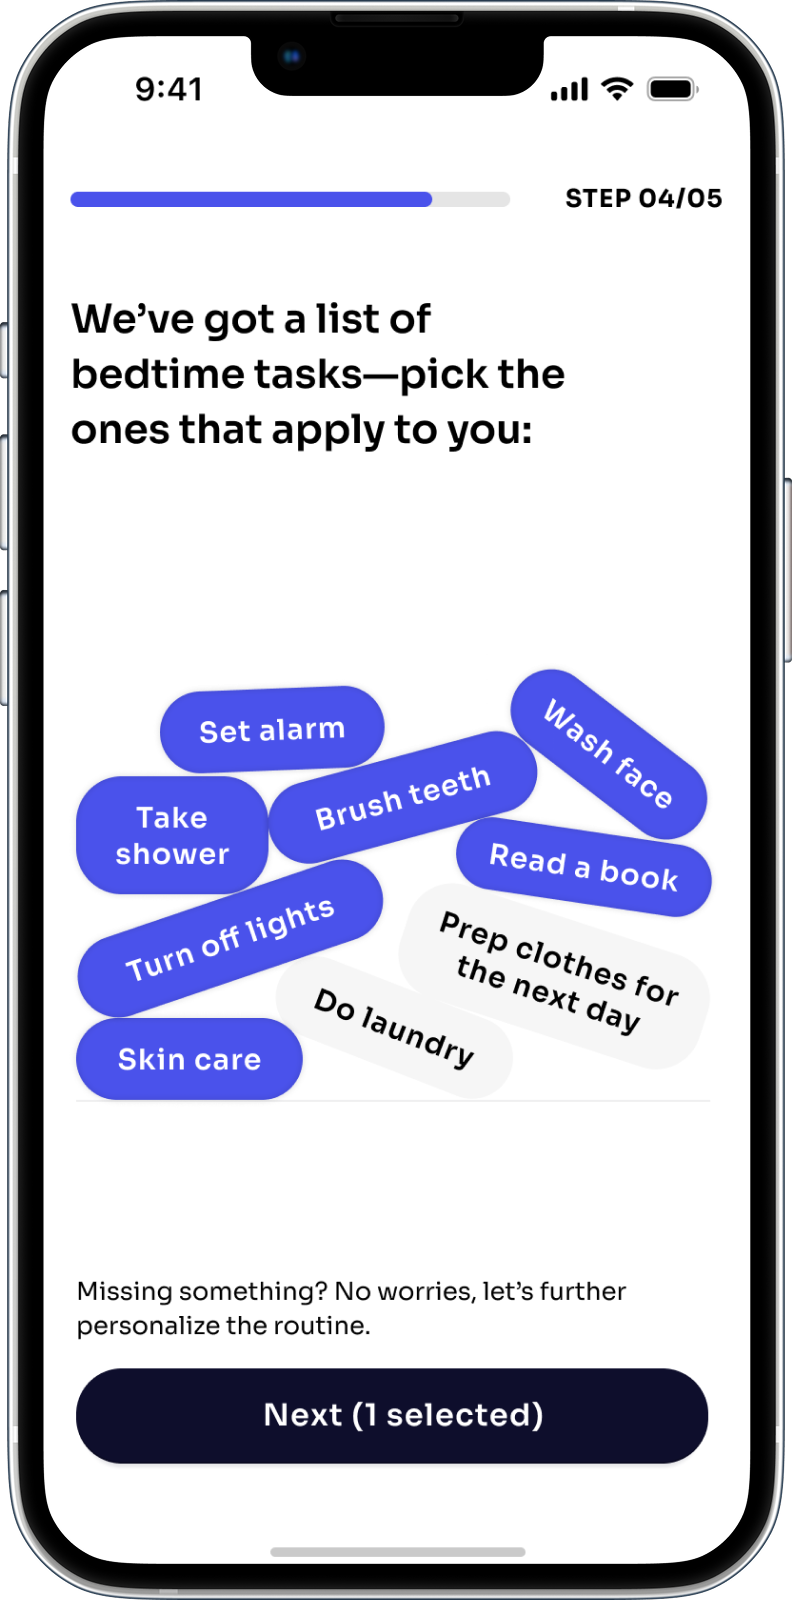 9:41
STEP 04/05
We’ve got a list of
bedtime tasks—pick the
ones that apply to you:
Set alarm
Wash face
Brush teeth
Take
shower
Read a book
Turn off lights
Prep clothes for
the next day
Do laundry
Skin care
Missing something? No worries, let’s further
personalize the routine.
Next (1 selected)